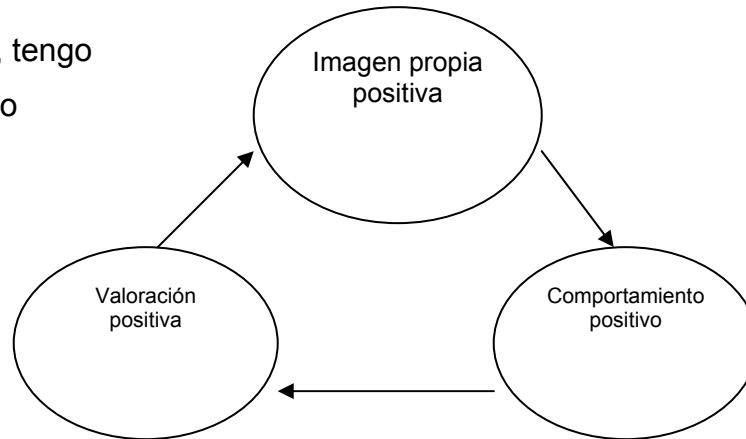 , tengo
o
Imagen propia
positiva
Valoración
positiva
Comportamiento
positivo